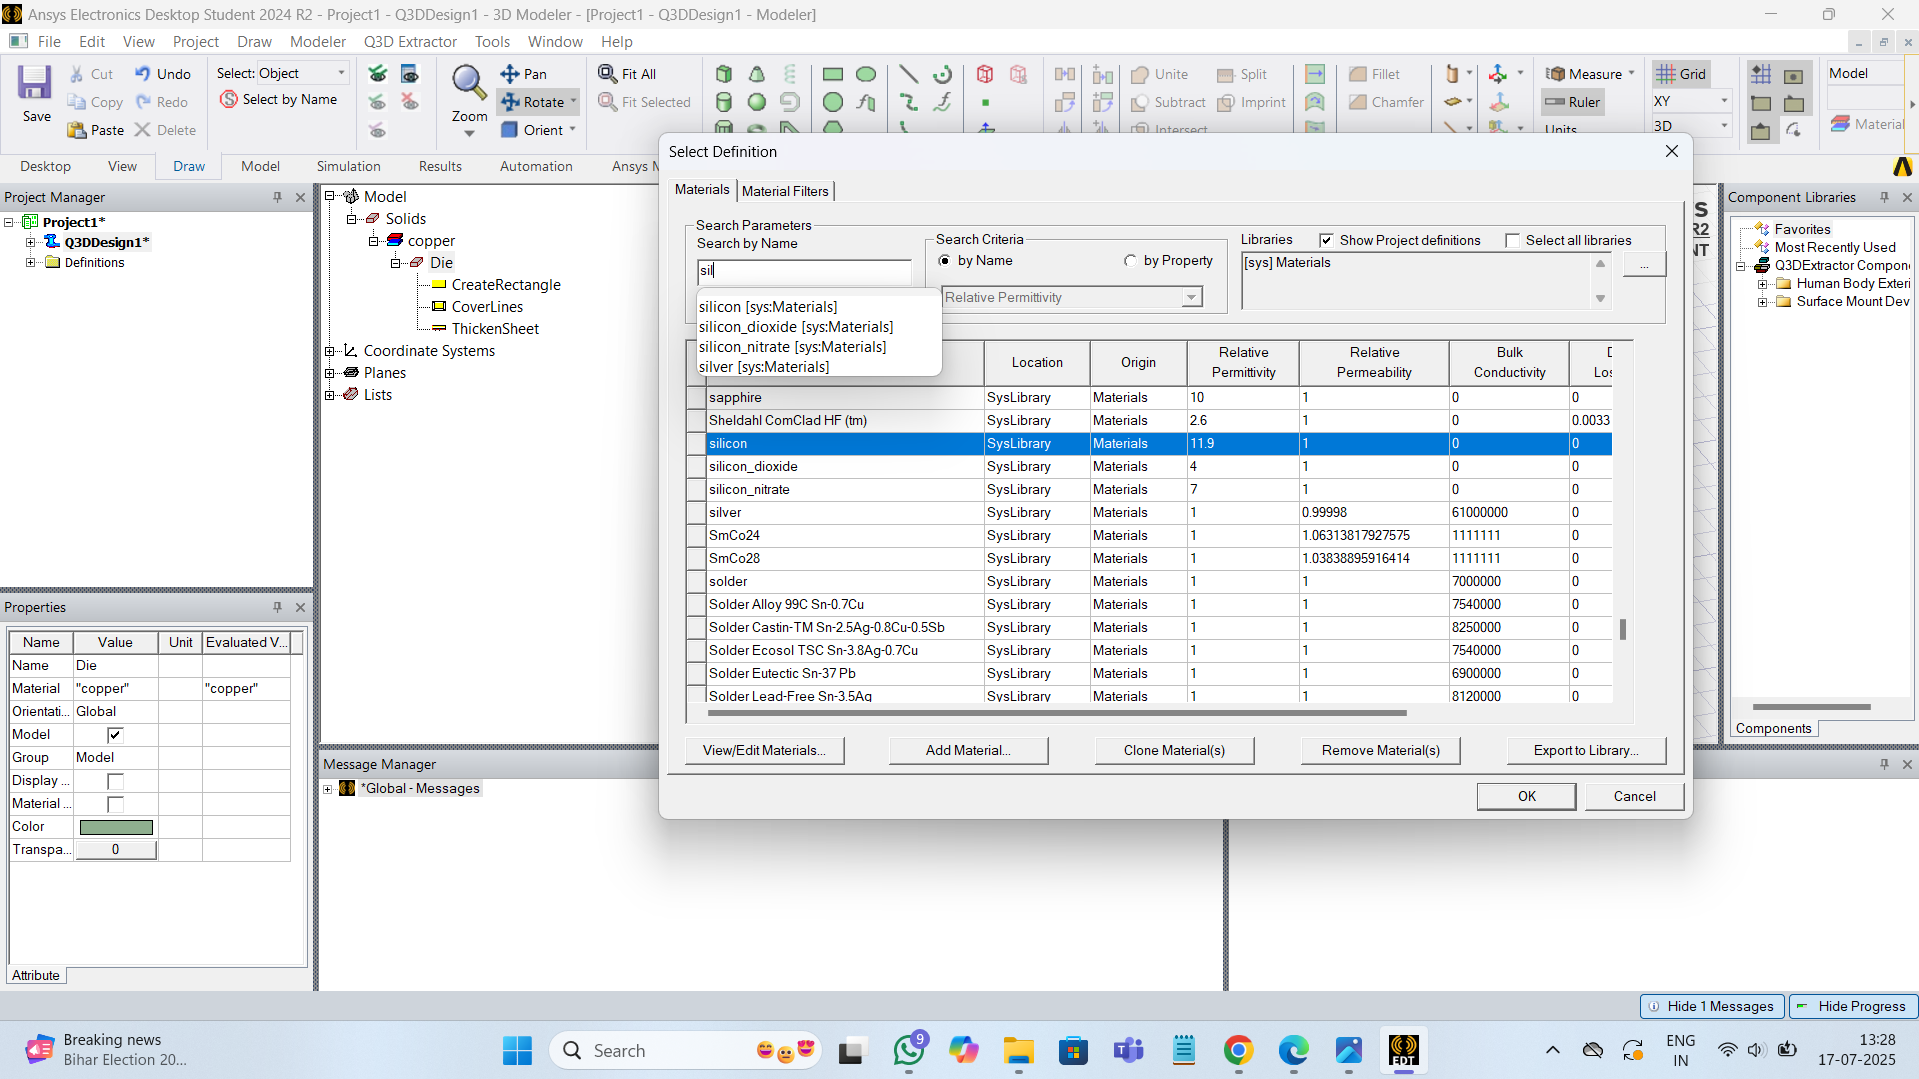 Ansys Electronics Desktop Student 2024 R2 - Project1 - Q3DDesign1 - 3D Modeler - [Project1 - Q3DDesign1 - Modeler]
File Edit View Project Draw Modeler Q3D Extractor Tools Window Help
Save
Cut
Copy
Paste
Undo
Redo
Delete
Select: Object
Select by Name
Zoom
Pan
Rotate
Orient
Fit All
Fit Selected
Unite
Subtract
Intersect
Split
Imprint
Fillet
Chamfer
Measure
Ruler
Units
Grid
XY
3D
Model
Material
Desktop View Draw Model Simulation Results Automation Ansys M
Project Manager
Project1*
Q3DDesign1*
Definitions
Model
Solids
copper
Die
CreateRectangle
CoverLines
ThickenSheet
Coordinate Systems
Planes
Lists
Properties
Name Value Unit Evaluated V...
Name Die
Material "copper" "copper"
Orientati... Global
Model
Group Model
Display ...
Material ...
Color
Transpa... 0
Attribute
Message Manager
*Global - Messages
Select Definition
Materials Material Filters
Search Parameters
Search by Name
sil
silicon [sys:Materials]
silicon_dioxide [sys:Materials]
silicon_nitrate [sys:Materials]
silver [sys:Materials]
Search Criteria
by Name by Property
Relative Permittivity
Libraries Show Project definitions Select all libraries
[sys] Materials
...
Location Origin Relative Permittivity Relative Permeability Bulk Conductivity D Los
sapphire SysLibrary Materials 10 1 0 0
Sheldahl ComClad HF (tm) SysLibrary Materials 2.6 1 0 0.0033
silicon SysLibrary Materials 11.9 1 0 0
silicon_dioxide SysLibrary Materials 4 1 0 0
silicon_nitrate SysLibrary Materials 7 1 0 0
silver SysLibrary Materials 1 0.99998 61000000 0
SmCo24 SysLibrary Materials 1 1.06313817927575 1111111 0
SmCo28 SysLibrary Materials 1 1.03838895916414 1111111 0
solder SysLibrary Materials 1 1 7000000 0
Solder Alloy 99C Sn-0.7Cu SysLibrary Materials 1 1 7540000 0
Solder Castin-TM Sn-2.5Ag-0.8Cu-0.5Sb SysLibrary Materials 1 1 8250000 0
Solder Ecosol TSC Sn-3.8Ag-0.7Cu SysLibrary Materials 1 1 7540000 0
Solder Eutectic Sn-37 Pb SysLibrary Materials 1 1 6900000 0
Solder Lead-Free Sn-3.5Ag SysLibrary Materials 1 1 8120000 0
View/Edit Materials... Add Material... Clone Material(s) Remove Material(s) Export to Library...
OK Cancel
S
R2
NT
Component Libraries
Favorites
Most Recently Used
Q3DExtractor Compon
Human Body Exteri
Surface Mount Dev
Components
Hide 1 Messages Hide Progress
Breaking news
Bihar Election 20...
Search
9
EDT
ENG
IN
13:28
17-07-2025